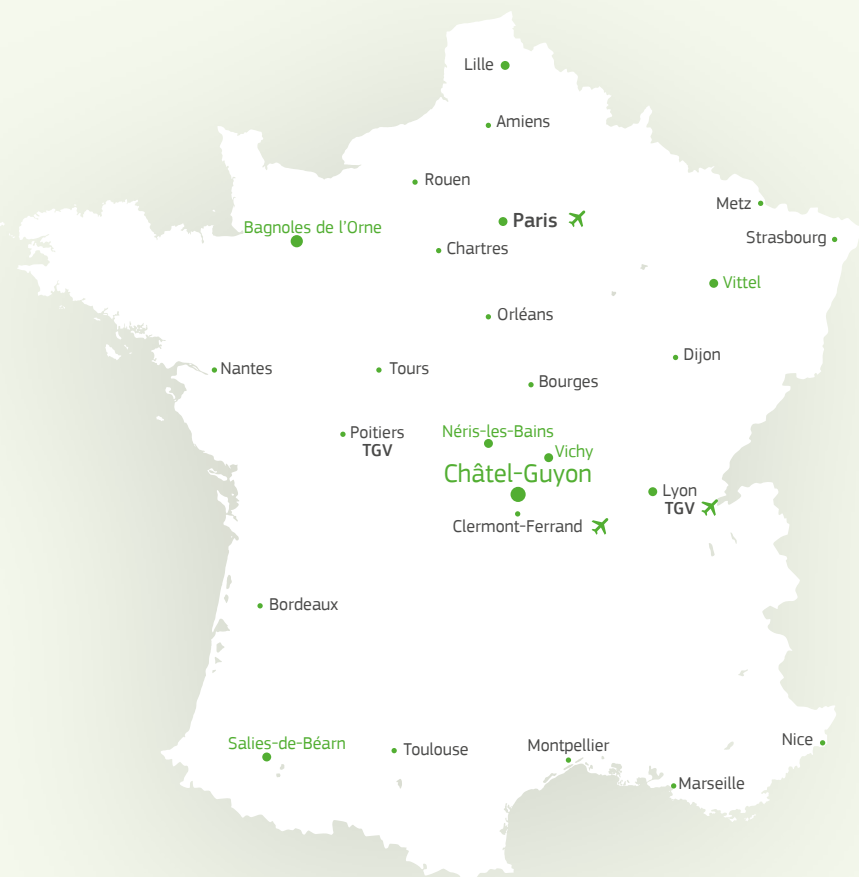 Lille
Amiens
Rouen
Metz
Paris
Bagnoles de l'Orne
Strasbourg
Chartres
Vittel
Orléans
Dijon
Nantes
Tours
Bourges
Poitiers
TGV
Néris-les-Bains
Vichy
Châtel-Guyon
Lyon
TGV
Clermont-Ferrand
Bordeaux
Salies-de-Béarn
Toulouse
Montpellier
Nice
Marseille